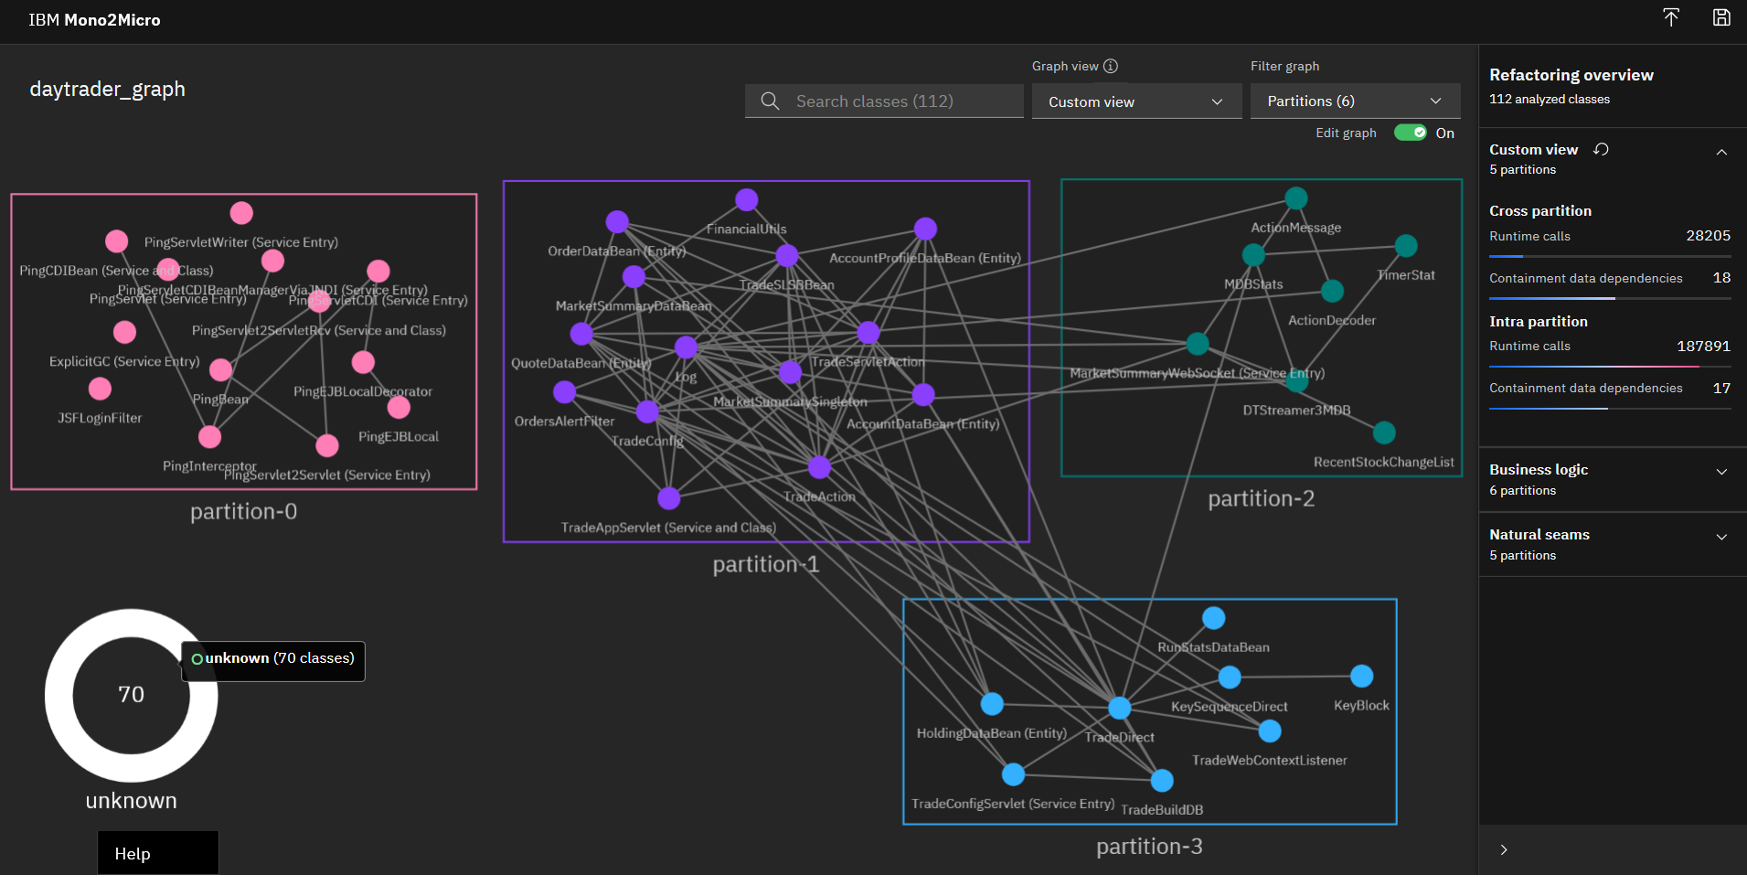 IBM Mono2Micro
daytrader_graph
Graph view
Filter graph
Search classes (112)
Custom view
Partitions (6)
Edit graph
On
PingServletWriter (Service Entry)
PingCDIBean (Service and Class)
PingServletCDIBeanManagerViaJNDI (Service Entry)
PingServlet (Service Entry)
PingServletCDI (Service Entry)
PingServlet2ServletRcv (Service and Class)
ExplicitGC (Service Entry)
PingEJBLocalDecorator
PingBean
JSFLoginFilter
PingEJBLocal
PingInterceptor
PingServlet2Servlet (Service Entry)
partition-0
FinancialUtils
OrderDataBean (Entity)
AccountProfileDataBean (Entity)
TradeSLSBBean
MarketSummaryDataBean
QuoteDataBean (Entity)
TradeServletAction
Log
MarketSummarySingleton
OrdersAlertFilter
AccountDataBean (Entity)
TradeConfig
TradeAction
TradeAppServlet (Service and Class)
partition-1
ActionMessage
TimerStat
MDBStats
ActionDecoder
MarketSummaryWebSocket (Service Entry)
DTStreamer3MDB
RecentStockChangeList
partition-2
RunStatsDataBean
KeySequenceDirect
KeyBlock
HoldingDataBean (Entity)
TradeDirect
TradeWebContextListener
TradeConfigServlet (Service Entry)
TradeBuildDB
partition-3
unknown (70 classes)
70
unknown
Help
Refactoring overview
112 analyzed classes
Custom view
5 partitions
Cross partition
Runtime calls 28205
Containment data dependencies 18
Intra partition
Runtime calls 187891
Containment data dependencies 17
Business logic
6 partitions
Natural seams
5 partitions